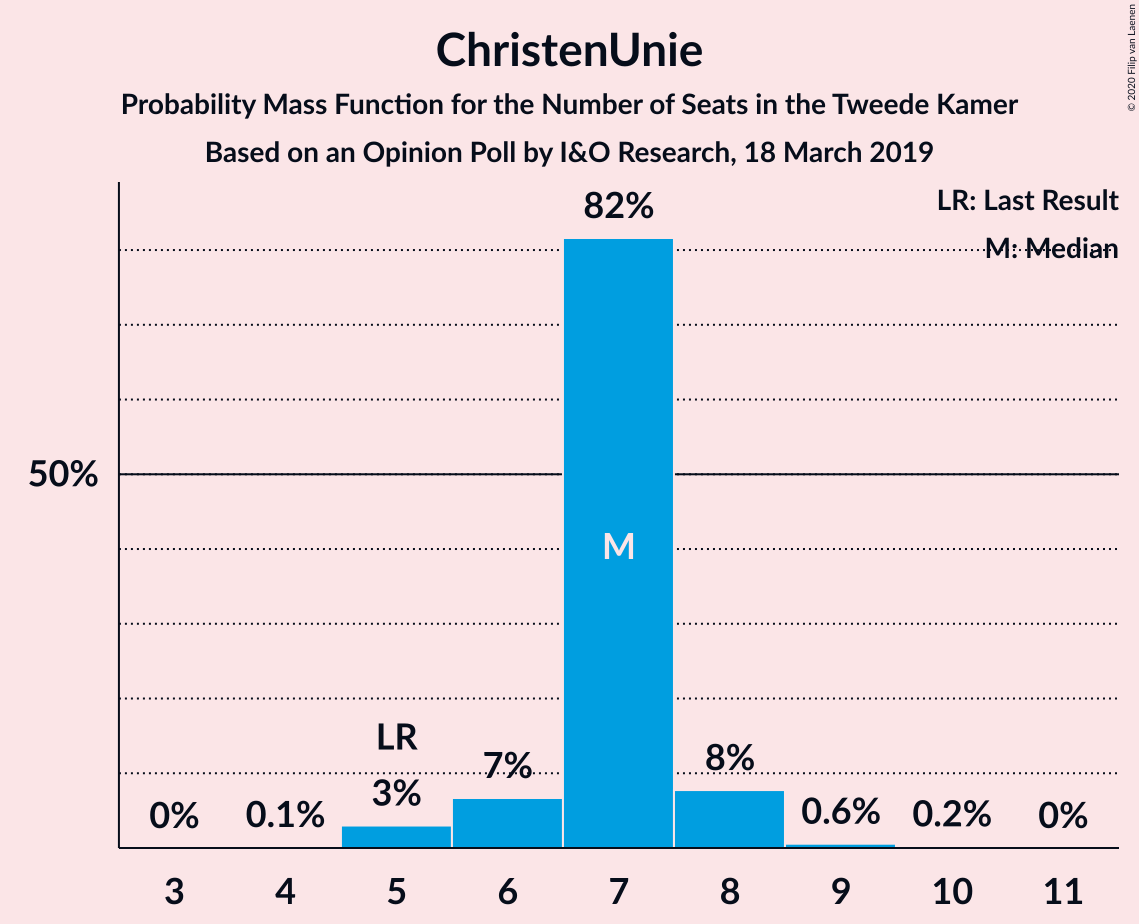 ChristenUnie
Probability Mass Function for the Number of Seats in the Tweede Kamer
Based on an Opinion Poll by I&O Research, 18 March 2019
© 2020 Filip van Laenen
LR: Last Result
M: Median
82%
50%
M
LR
3%
7%
8%
0%
0.1%
0.6%
0.2%
0%
3 4 5 6 7 8 9 10 11